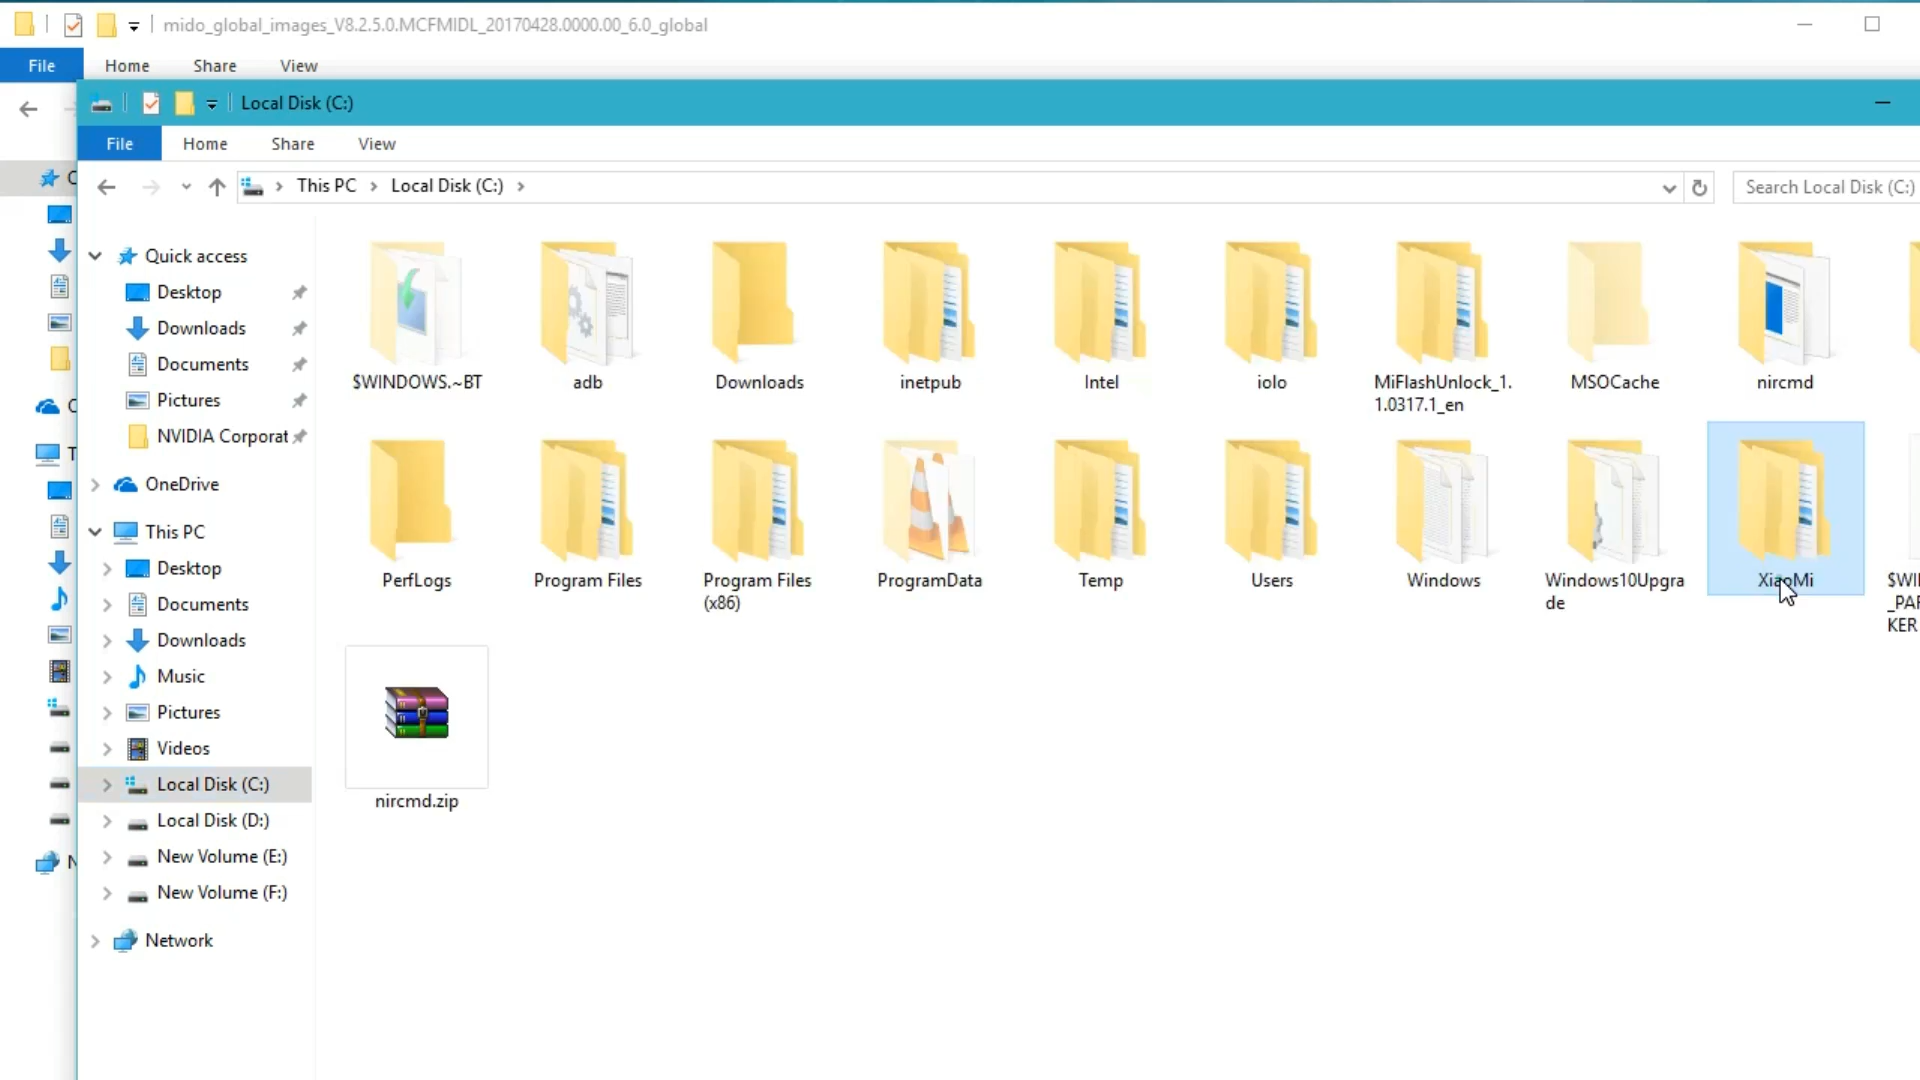 mido_global_images_V8.2.5.0.MCFMIDL_20170428.0000.00_6.0_global
File Home Share View
Local Disk (C:)
File Home Share View
This PC Local Disk (C:)
Search Local Disk (C:)
Quick access
Desktop
Downloads
Documents
Pictures
NVIDIA Corporat
OneDrive
This PC
Desktop
Documents
Downloads
Music
Pictures
Videos
Local Disk (C:)
Local Disk (D:)
New Volume (E:)
New Volume (F:)
Network
$WINDOWS.~BT
adb
Downloads
inetpub
Intel
iolo
MiFlashUnlock_1.
1.0317.1_en
MSOCache
nircmd
PerfLogs
Program Files
Program Files
(x86)
ProgramData
Temp
Users
Windows
Windows10Upgra
de
XiaoMi
$WI
_PA
KER
nircmd.zip